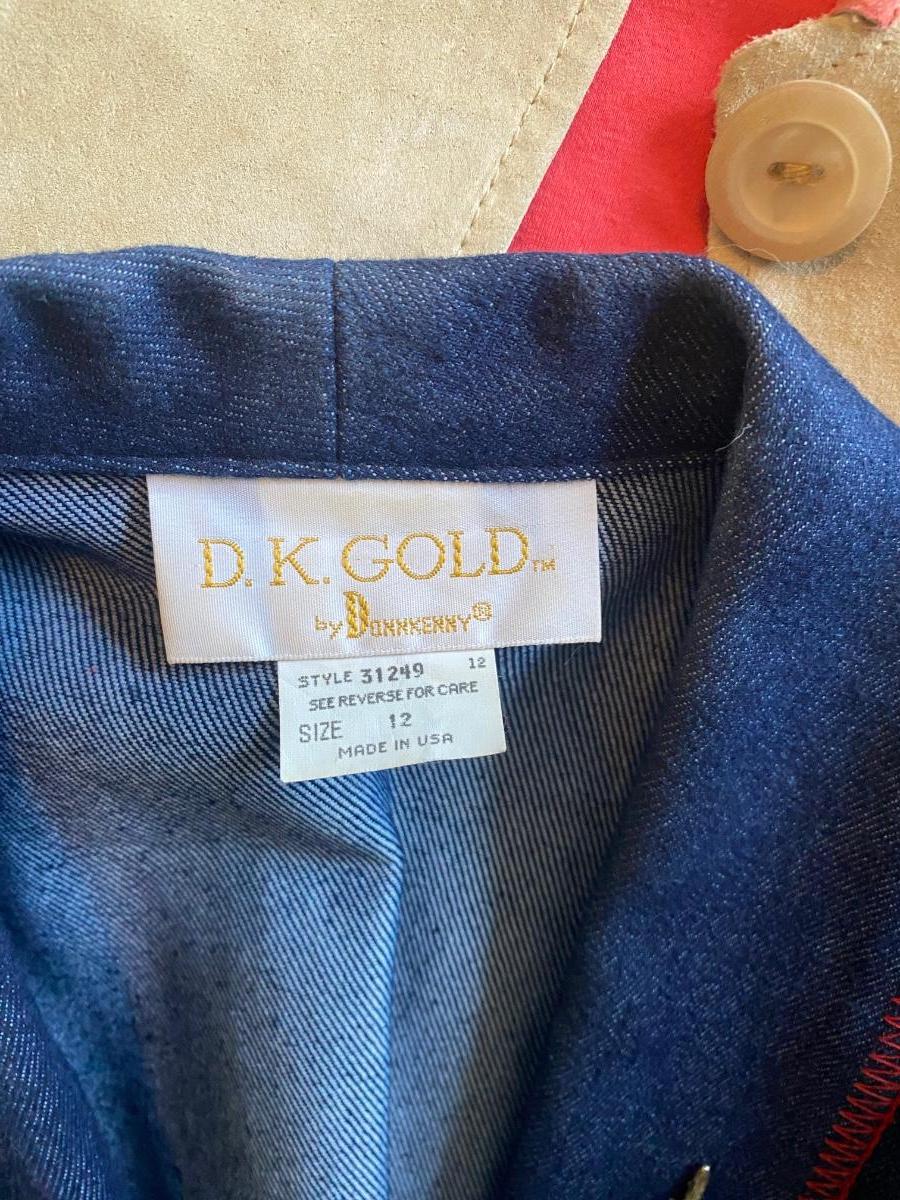 D. K. GOLD™
by DONNKENNY®
STYLE 31249 12
SEE REVERSE FOR CARE
SIZE 12
MADE IN USA